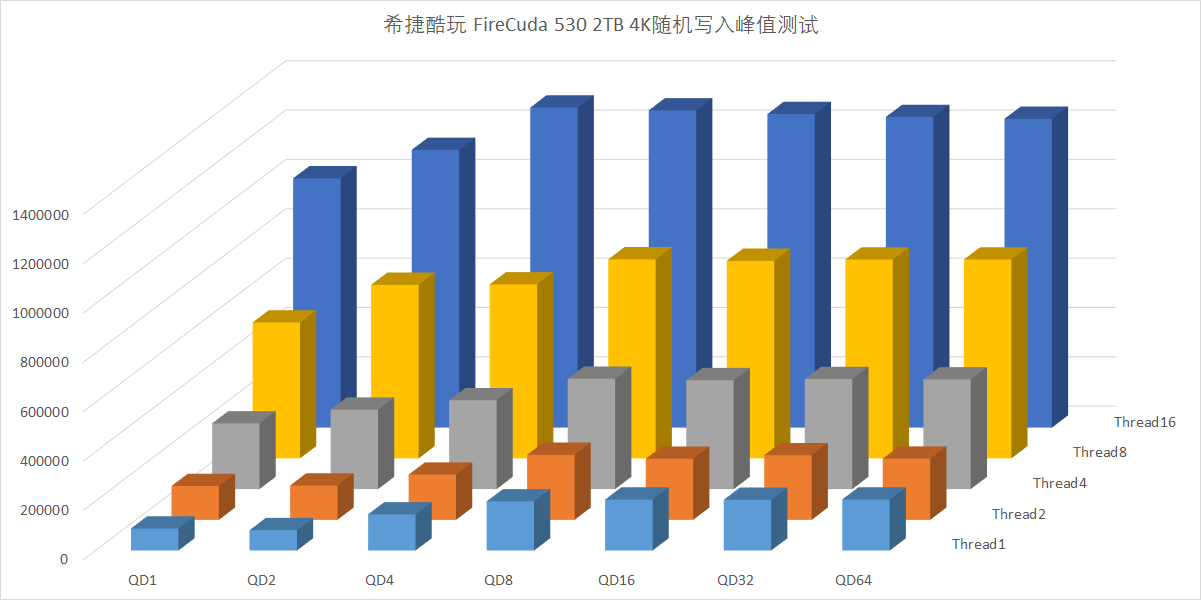 希捷酷玩 FireCuda 530 2TB 4K随机写入峰值测试
1400000
1200000
1000000
800000
600000
400000
200000
0
Thread16
Thread8
Thread4
Thread2
Thread1
QD1 QD2 QD4 QD8 QD16 QD32 QD64